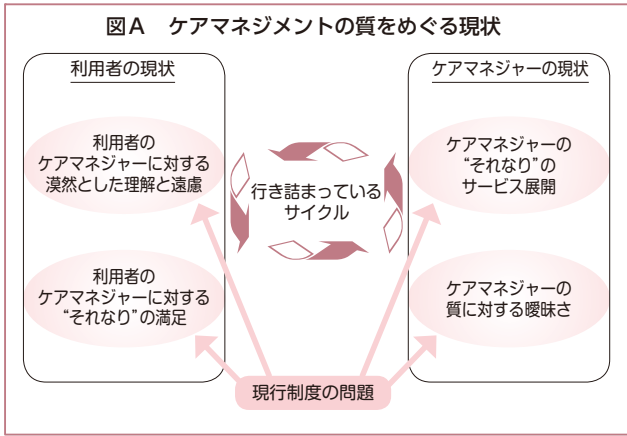 図A ケアマネジメントの質をめぐる現状
利用者の現状
利用者の
ケアマネジャーに対する
漠然とした理解と遠慮
利用者の
ケアマネジャーに対する
“それなり”の満足
行き詰まっている
サイクル
ケアマネジャーの現状
ケアマネジャーの
“それなり”の
サービス展開
ケアマネジャーの
質に対する曖昧さ
現行制度の問題